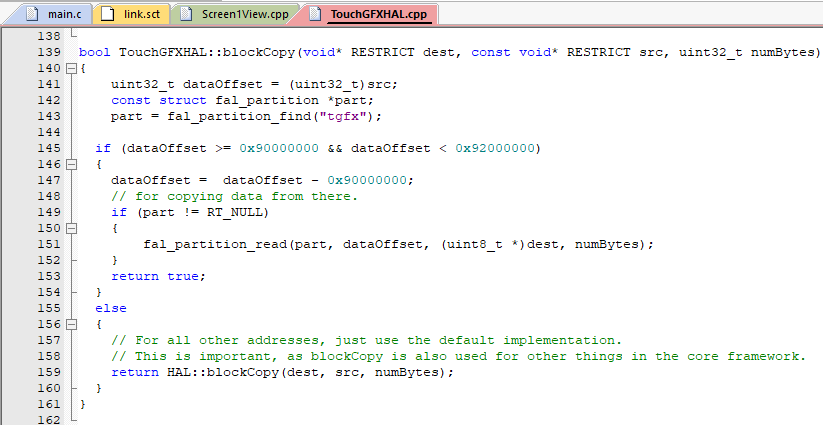 main.c link.sct Screen1View.cpp TouchGFXHAL.cpp
138
139 bool TouchGFXHAL::blockCopy(void* RESTRICT dest, const void* RESTRICT src, uint32_t numBytes)
140 {
141     uint32_t dataOffset = (uint32_t)src;
142     const struct fal_partition *part;
143     part = fal_partition_find("tgfx");
144
145   if (dataOffset >= 0x90000000 && dataOffset < 0x92000000)
146   {
147     dataOffset =  dataOffset - 0x90000000;
148     // for copying data from there.
149     if (part != RT_NULL)
150     {
151         fal_partition_read(part, dataOffset, (uint8_t *)dest, numBytes);
152     }
153     return true;
154   }
155   else
156   {
157     // For all other addresses, just use the default implementation.
158     // This is important, as blockCopy is also used for other things in the core framework.
159     return HAL::blockCopy(dest, src, numBytes);
160   }
161 }
162